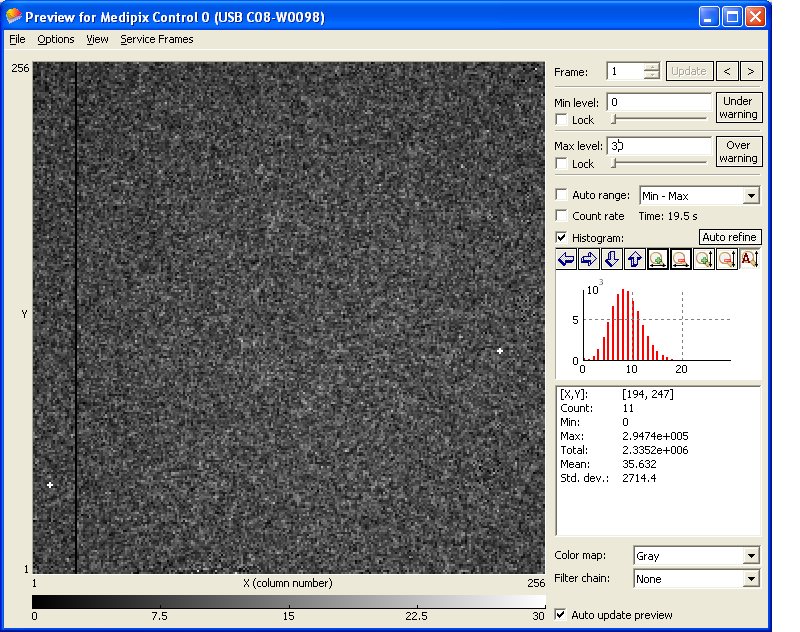 Preview for Medipix Control 0 (USB C08-W0098)
File Options View Service Frames
256
Y
1
1 X (column number) 256
0 7.5 15 22.5 30
Frame: 1 Update < >
Min level: 0 Under warning
Lock
Max level: 30 Over warning
Lock
Auto range: Min - Max
Count rate Time: 19.5 s
Histogram: Auto refine
A
10 3
5
0
0 10 20
[X,Y]: [194, 247]
Count: 11
Min: 0
Max: 2.9474e+005
Total: 2.3352e+006
Mean: 35.632
Std. dev.: 2714.4
Color map: Gray
Filter chain: None
Auto update preview